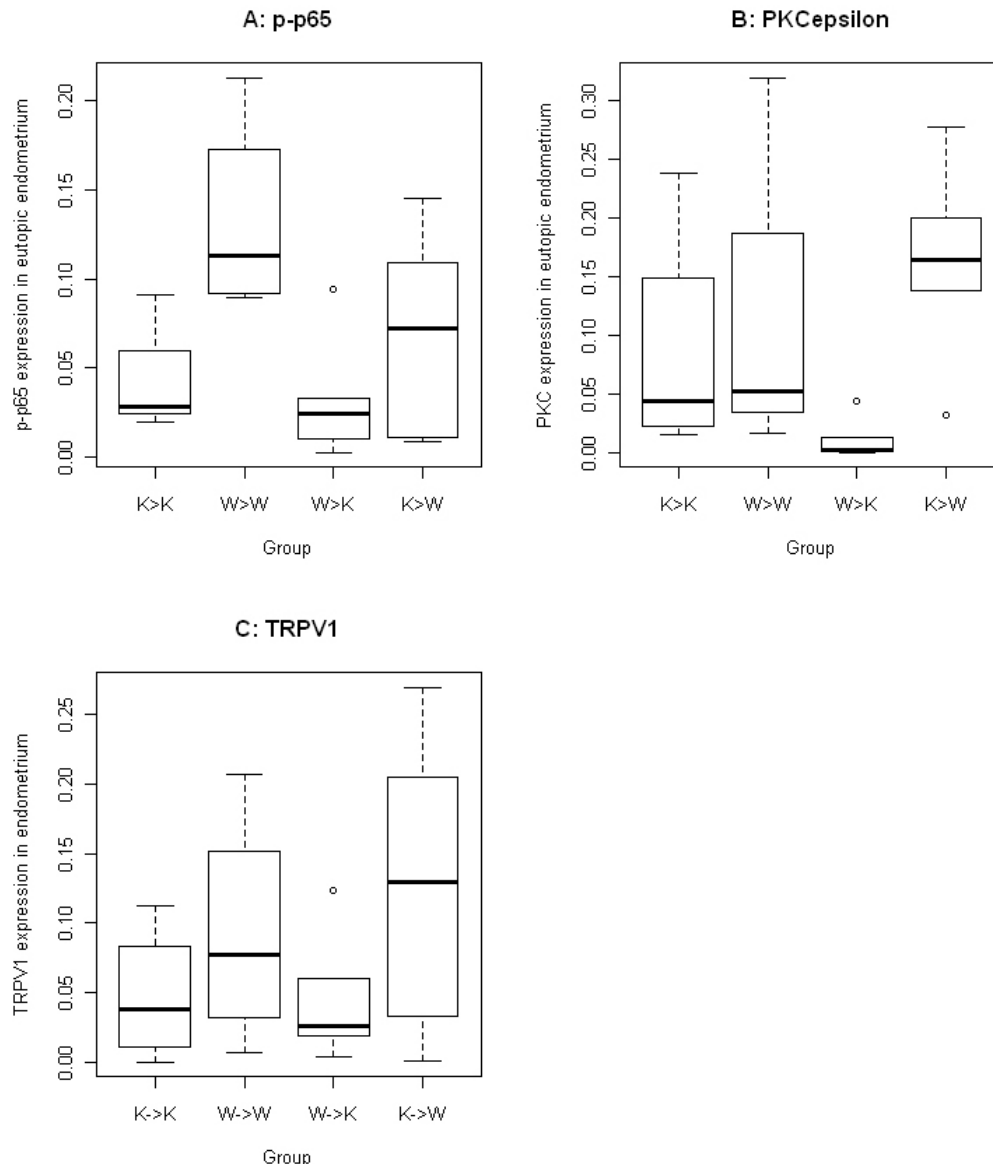 A: p-p65
p-p65 expression in eutopic endometrium
0.20
0.15
0.10
0.05
0.00
K>K W>W W>K K>W
Group
B: PKCepsilon
PKC expression in eutopic endometrium
0.30
0.25
0.20
0.15
0.10
0.05
0.00
K>K W>W W>K K>W
Group
C: TRPV1
TRPV1 expression in endometrium
0.25
0.20
0.15
0.10
0.05
0.00
K->K W->W W->K K->W
Group